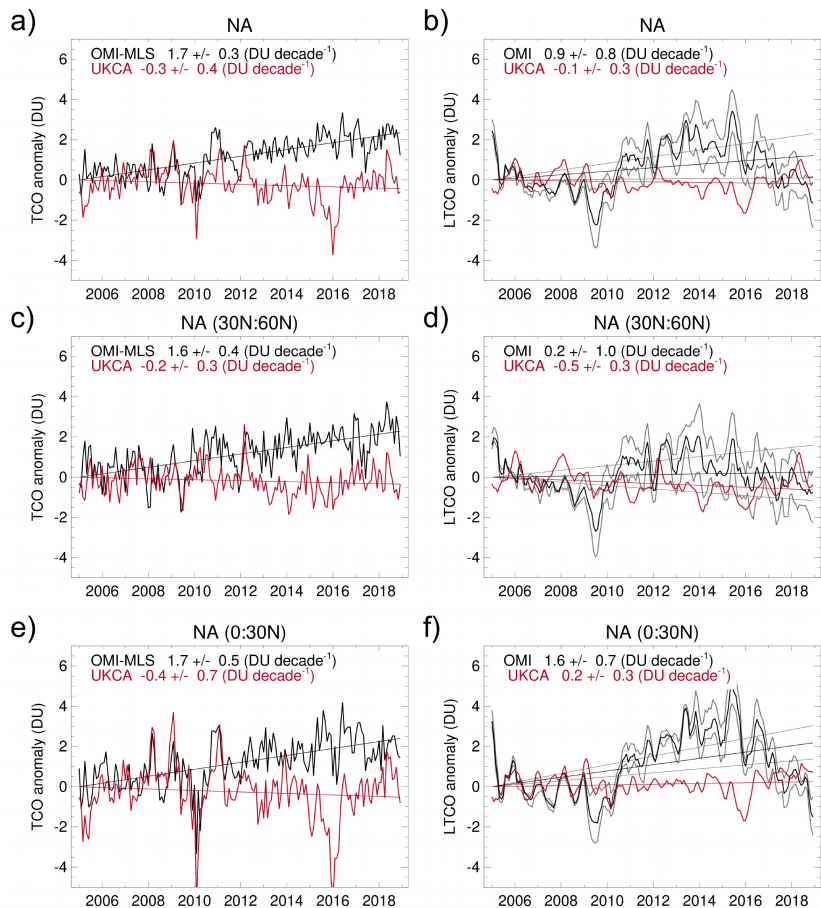 a)
NA
OMI-MLS 1.7 +/- 0.3 (DU decade⁻¹)
UKCA -0.3 +/- 0.4 (DU decade⁻¹)
TCO anomaly (DU)
6
4
2
0
-2
-4
2006 2008 2010 2012 2014 2016 2018
b)
NA
OMI 0.9 +/- 0.8 (DU decade⁻¹)
UKCA -0.1 +/- 0.3 (DU decade⁻¹)
LTCO anomaly (DU)
6
4
2
0
-2
-4
2006 2008 2010 2012 2014 2016 2018
c)
NA (30N:60N)
OMI-MLS 1.6 +/- 0.4 (DU decade⁻¹)
UKCA -0.2 +/- 0.3 (DU decade⁻¹)
TCO anomaly (DU)
6
4
2
0
-2
-4
2006 2008 2010 2012 2014 2016 2018
d)
NA (30N:60N)
OMI 0.2 +/- 1.0 (DU decade⁻¹)
UKCA -0.5 +/- 0.3 (DU decade⁻¹)
LTCO anomaly (DU)
6
4
2
0
-2
-4
2006 2008 2010 2012 2014 2016 2018
e)
NA (0:30N)
OMI-MLS 1.7 +/- 0.5 (DU decade⁻¹)
UKCA -0.4 +/- 0.7 (DU decade⁻¹)
TCO anomaly (DU)
6
4
2
0
-2
-4
2006 2008 2010 2012 2014 2016 2018
f)
NA (0:30N)
OMI 1.6 +/- 0.7 (DU decade⁻¹)
UKCA 0.2 +/- 0.3 (DU decade⁻¹)
LTCO anomaly (DU)
6
4
2
0
-2
-4
2006 2008 2010 2012 2014 2016 2018